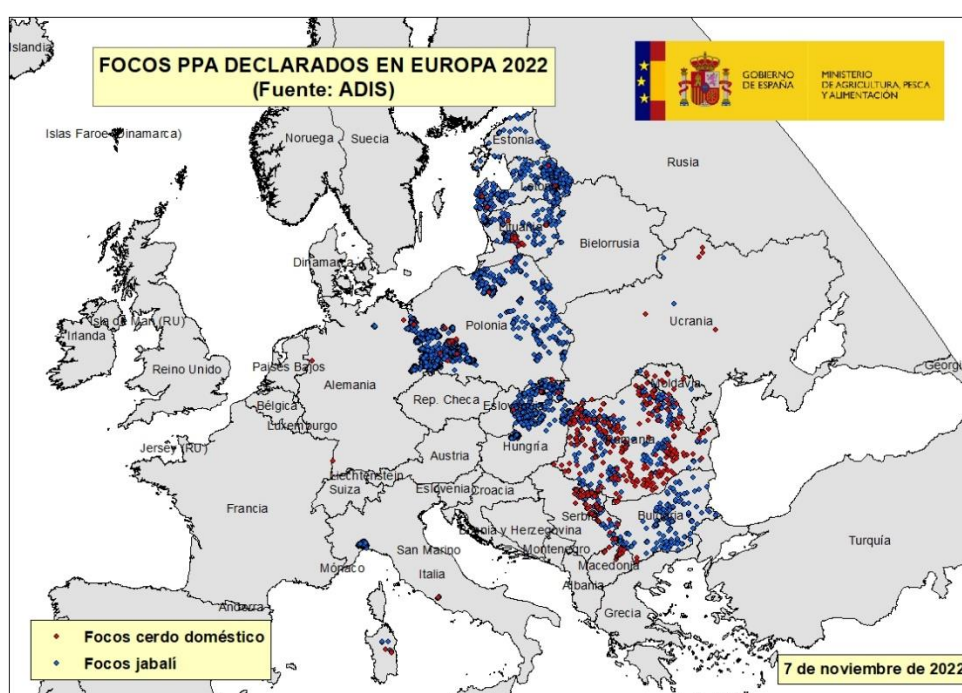 Islandia
FOCOS PPA DECLARADOS EN EUROPA 2022
(Fuente: ADIS)
GOBIERNO
DE ESPAÑA
MINISTERIO
DE AGRICULTURA, PESCA
Y ALIMENTACIÓN
Islas Faroe (Dinamarca)
Noruega
Suecia
Estonia
Rusia
Letonia
Lituania
Bielorrusia
Dinamarca
Isla de Man (RU)
Irlanda
Reino Unido
Polonia
Ucrania
Países Bajos
Alemania
Bélgica
Luxemburgo
Rep. Checa
Eslovaquia
Moldavia
Georgia
Jersey (RU)
Austria
Hungría
Rumania
Liechtenstein
Suiza
Eslovenia
Croacia
Francia
Serbia
Bosnia y Herzegovina
Bulgaria
San Marino
Montenegro
Mónaco
Italia
Macedonia
Albania
Turquía
Andorra
Grecia
Focos cerdo doméstico
Focos jabalí
7 de noviembre de 2022